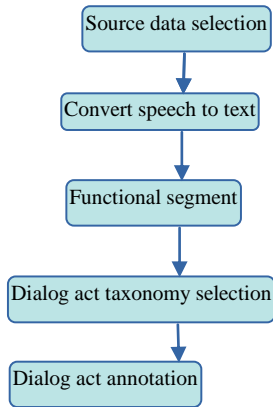 Source data selection
Convert speech to text
Functional segment
Dialog act taxonomy selection
Dialog act annotation